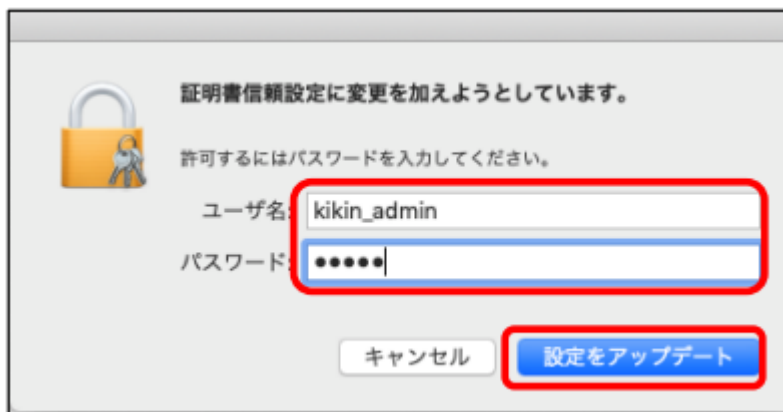 証明書信頼設定に変更を加えようとしています。
許可するにはパスワードを入力してください。
ユーザ名: kikin_admin
パスワード: •••••
キャンセル 設定をアップデート